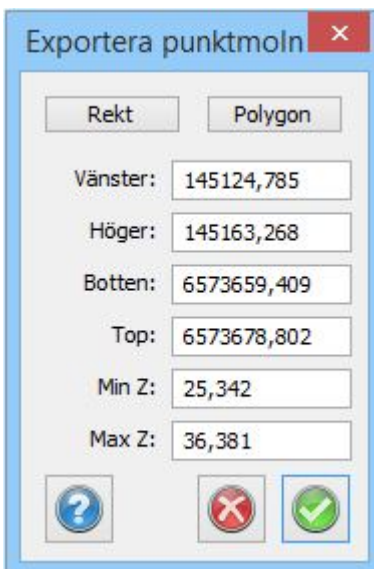 Exportera punktmoln
Rekt Polygon
Vänster: 145124,785
Höger: 145163,268
Botten: 6573659,409
Top: 6573678,802
Min Z: 25,342
Max Z: 36,381